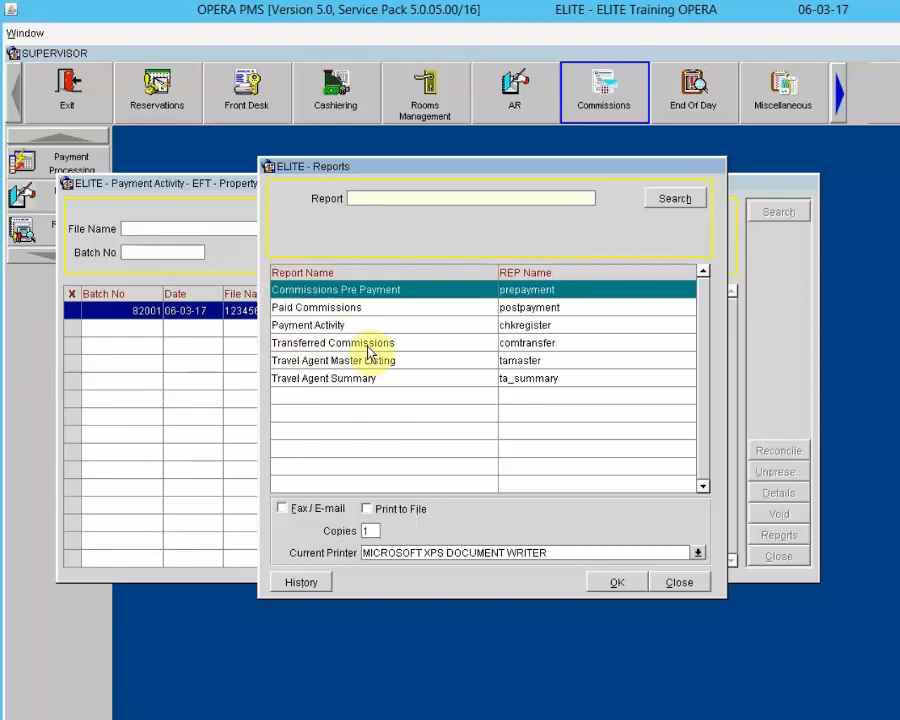 OPERA PMS [Version 5.0, Service Pack 5.0.05.00/16] ELITE - ELITE Training OPERA 06-03-17
Window
SUPERVISOR
Exit
Reservations
Front Desk
Cashiering
Rooms
Management
AR
Commissions
End Of Day
Miscellaneous
Payment
Processing
ELITE - Payment Activity - EFT - Property
File Name
Batch No
X Batch No Date File Na
82001 06-03-17 123456
ELITE - Reports
Report
Search
Report Name REP Name
Commissions Pre Payment prepayment
Paid Commissions postpayment
Payment Activity chkregister
Transferred Commissions comtransfer
Travel Agent Master Listing tamaster
Travel Agent Summary ta_summary
Fax / E-mail Print to File
Copies 1
Current Printer MICROSOFT XPS DOCUMENT WRITER
History OK Close
Search
Reconcile
Unprese.
Details
Void
Reports
Close